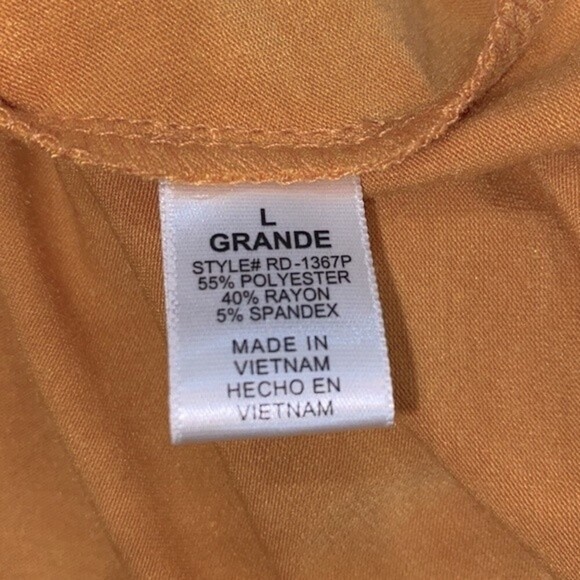 L
GRANDE
STYLE# RD-1367P
55% POLYESTER
40% RAYON
5% SPANDEX
MADE IN
VIETNAM
HECHO EN
VIETNAM